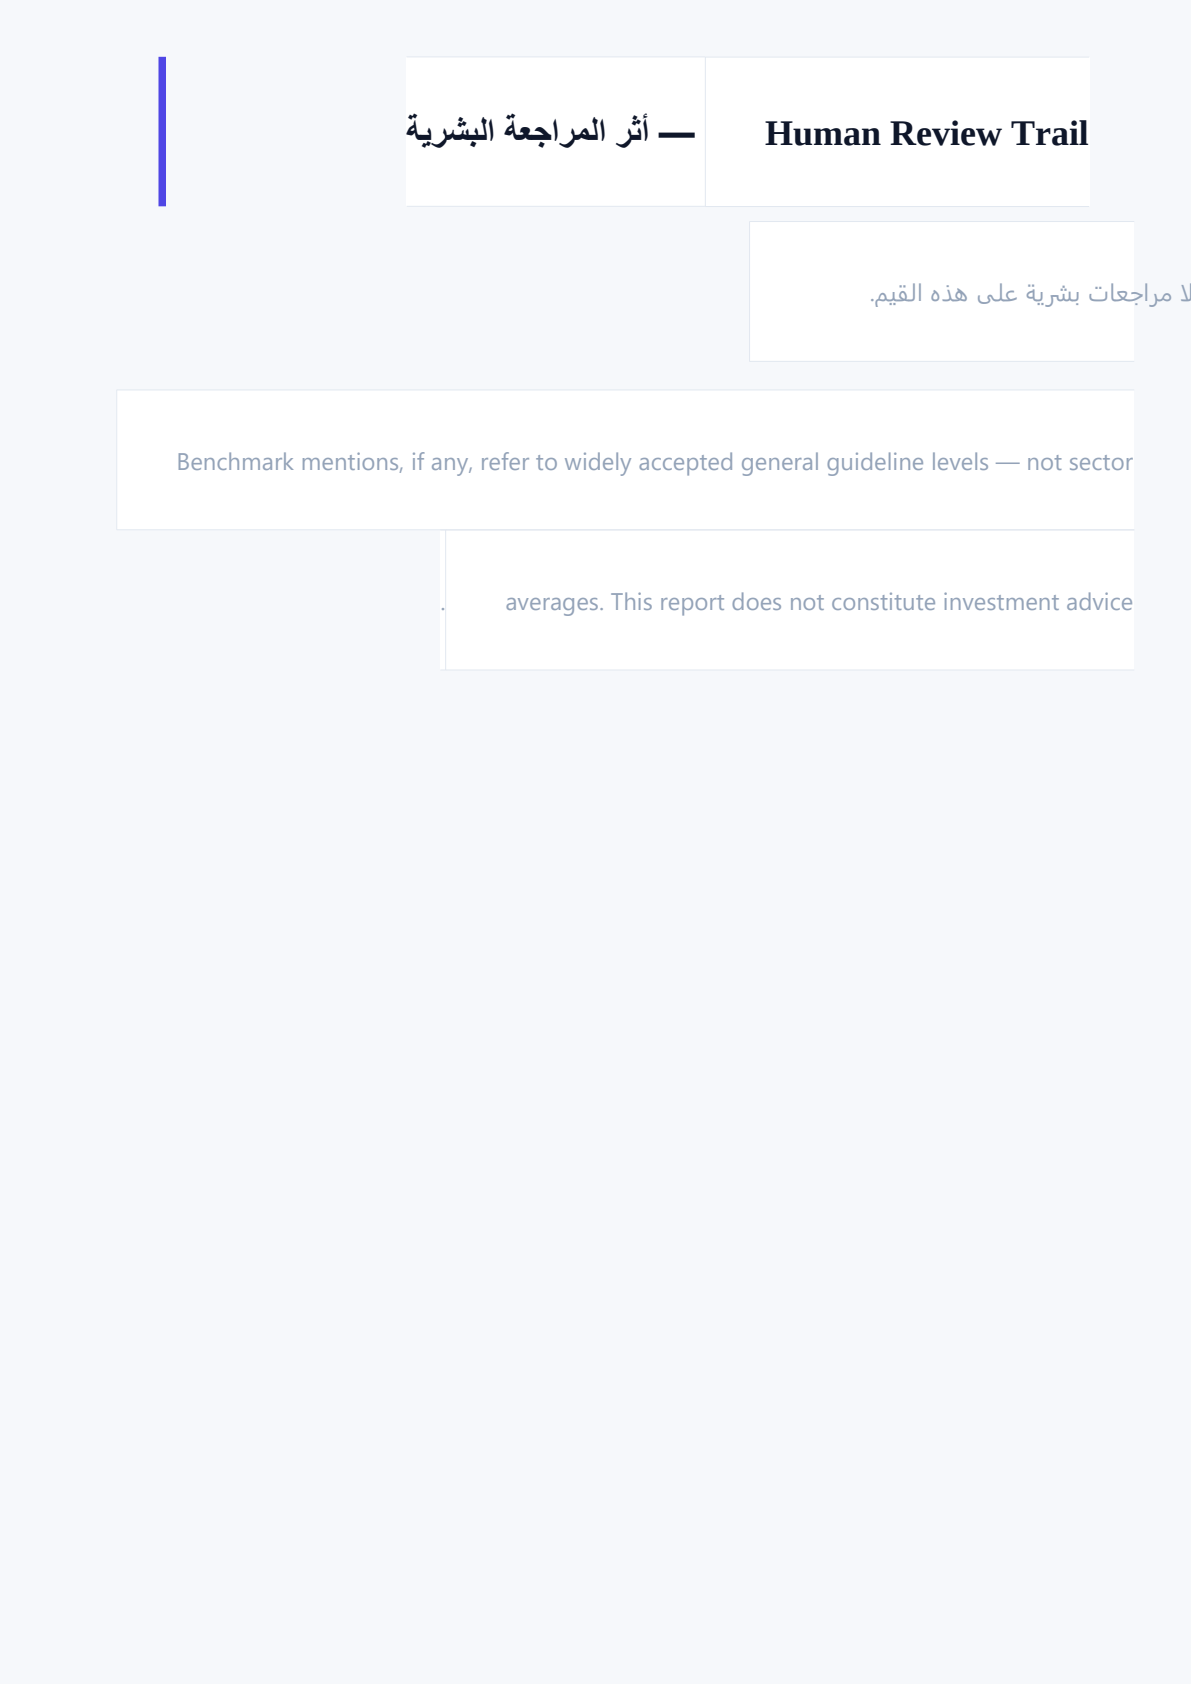 Human Review Trail — أثر المراجعة البشرية
لا مراجعات بشرية على هذه القيم.
Benchmark mentions, if any, refer to widely accepted general guideline levels — not sector
averages. This report does not constitute investment advice.